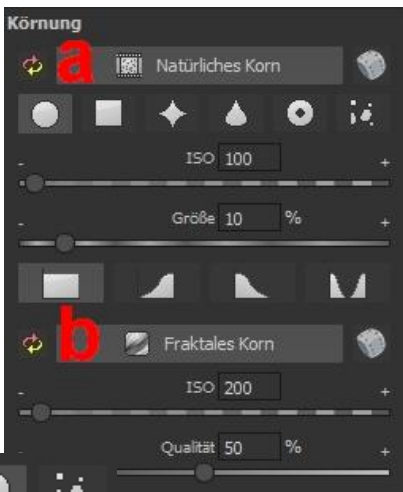 Körnung
a Natürliches Korn
- ISO 100 +
- Größe 10 % +
b Fraktales Korn
- ISO 200 +
- Qualität 50 % +